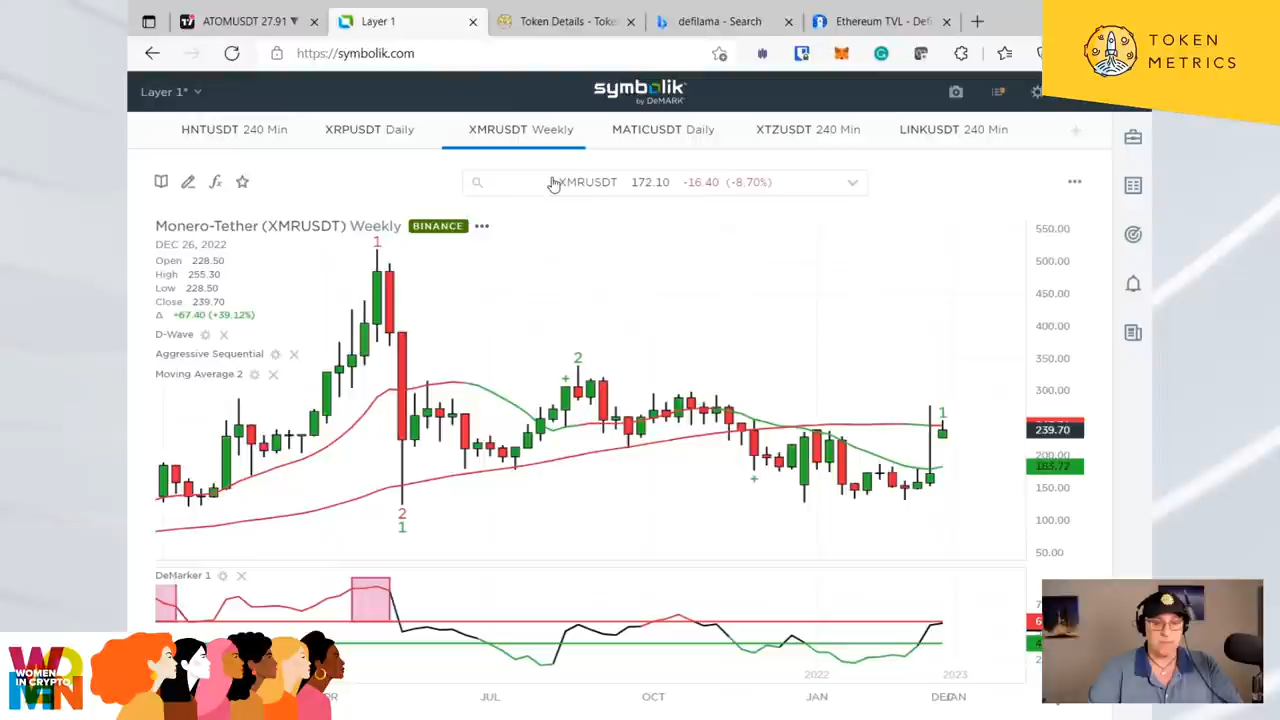 ATOMUSDT 27.91
Layer 1
Token Details - Toke
defilama - Search
Ethereum TVL - Defi
https://symbolik.com
TOKEN
METRICS
Layer 1*
symbolik
by DeMARK
HNTUSDT 240 Min
XRPUSDT Daily
XMRUSDT Weekly
MATICUSDT Daily
XTZUSDT 240 Min
LINKUSDT 240 Min
XMRUSDT 172.10 -16.40 (-8.70%)
Monero-Tether (XMRUSDT) Weekly BINANCE
DEC 26, 2022
Open 228.50
High 255.30
Low 228.50
Close 239.70
Δ +67.40 (+39.12%)
D-Wave
Aggressive Sequential
Moving Average 2
1
2
1
2
1
+
+
550.00
500.00
450.00
400.00
350.00
300.00
239.70
200.00
150.00
100.00
50.00
DeMarker 1
2022
2023
JUL
OCT
JAN
WOMEN
IN CRYPTO